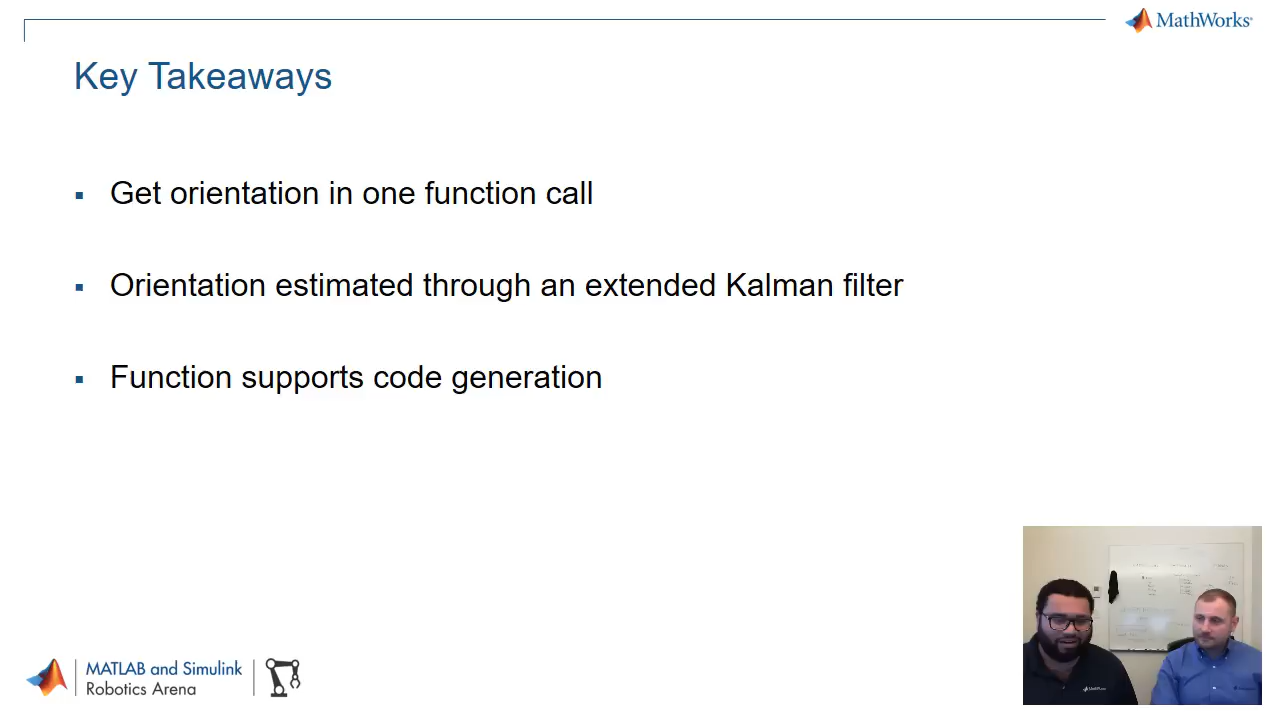 MathWorks
Key Takeaways
Get orientation in one function call
Orientation estimated through an extended Kalman filter
Function supports code generation
MATLAB and Simulink
Robotics Arena